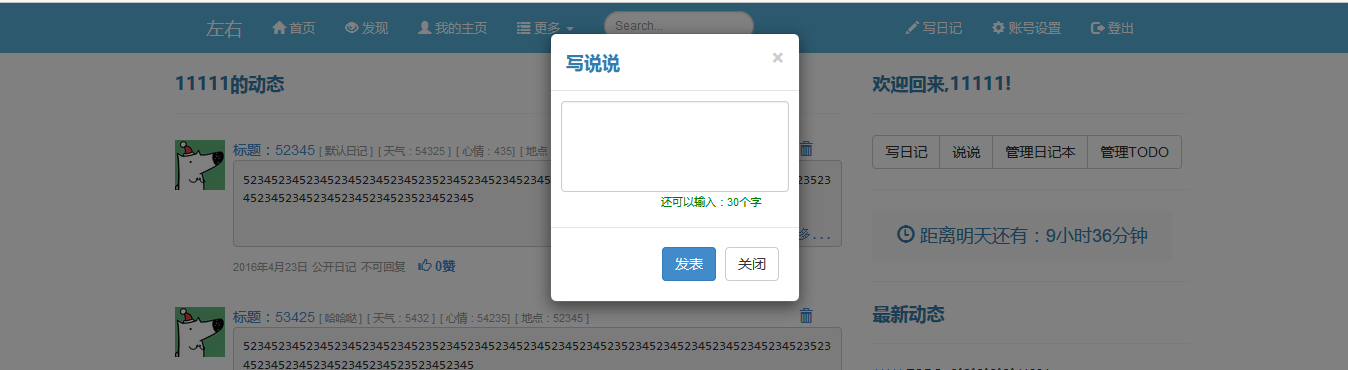 左右 首页 发现 我的主页 更多 Search... 写日记 账号设置 登出
写说说 ×
还可以输入：30个字
发表 关闭
11111的动态
标题：52345 [ 默认日记 ] [ 天气：54325 ] [ 心情：435] [ 地点
多...
2016年4月23日 公开日记 不可回复 0赞
标题：53425 [ 哈哈哒 ] [ 天气：5432 ] [ 心情：54235] [ 地点：52345 ]
欢迎回来,11111!
写日记 说说 管理日记本 管理TODO
距离明天还有：9小时36分钟
最新动态